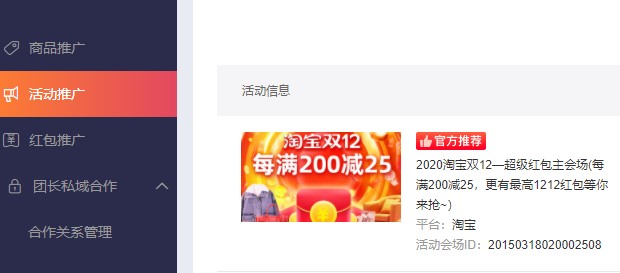 商品推广
活动推广
红包推广
团长私域合作
合作关系管理
活动信息
淘宝双12
每满200减25
官方推荐
2020淘宝双12—超级红包主会场(每
满200减25，更有最高1212红包等你
来抢~)
平台：淘宝
活动会场ID：20150318020002508